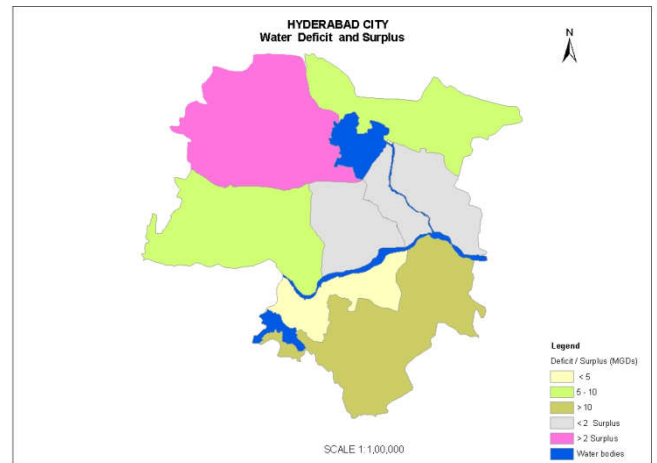 HYDERABAD CITY
Water Deficit and Surplus
N
Legend
Deficit / Surplus (MGDs)
< 5
5 - 10
> 10
< 2 Surplus
> 2 Surplus
Water bodies
SCALE 1:1,00,000